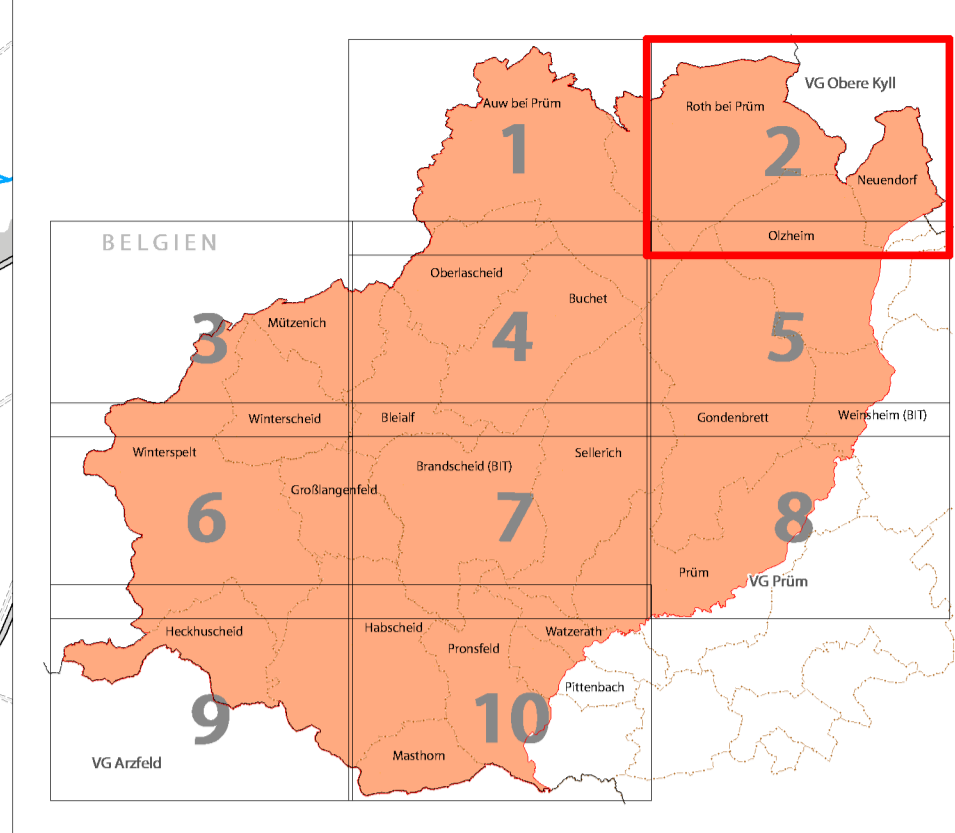 VG Obere Kyll
Auw bei Prüm
Roth bei Prüm
1
2
Neuendorf
BELGIEN
Olzheim
Oberlascheid
Buchet
3
Mützenich
4
5
Winterscheid
Bleialf
Gondenbrett
Weinsheim (BIT)
Winterspelt
Brandscheid (BIT)
Sellerich
Großlangenfeld
6
7
8
Prüm
VG Prüm
Heckhuscheid
Habscheid
Watzerath
Pronsfeld
Pittenbach
9
10
Masthorn
VG Arzfeld